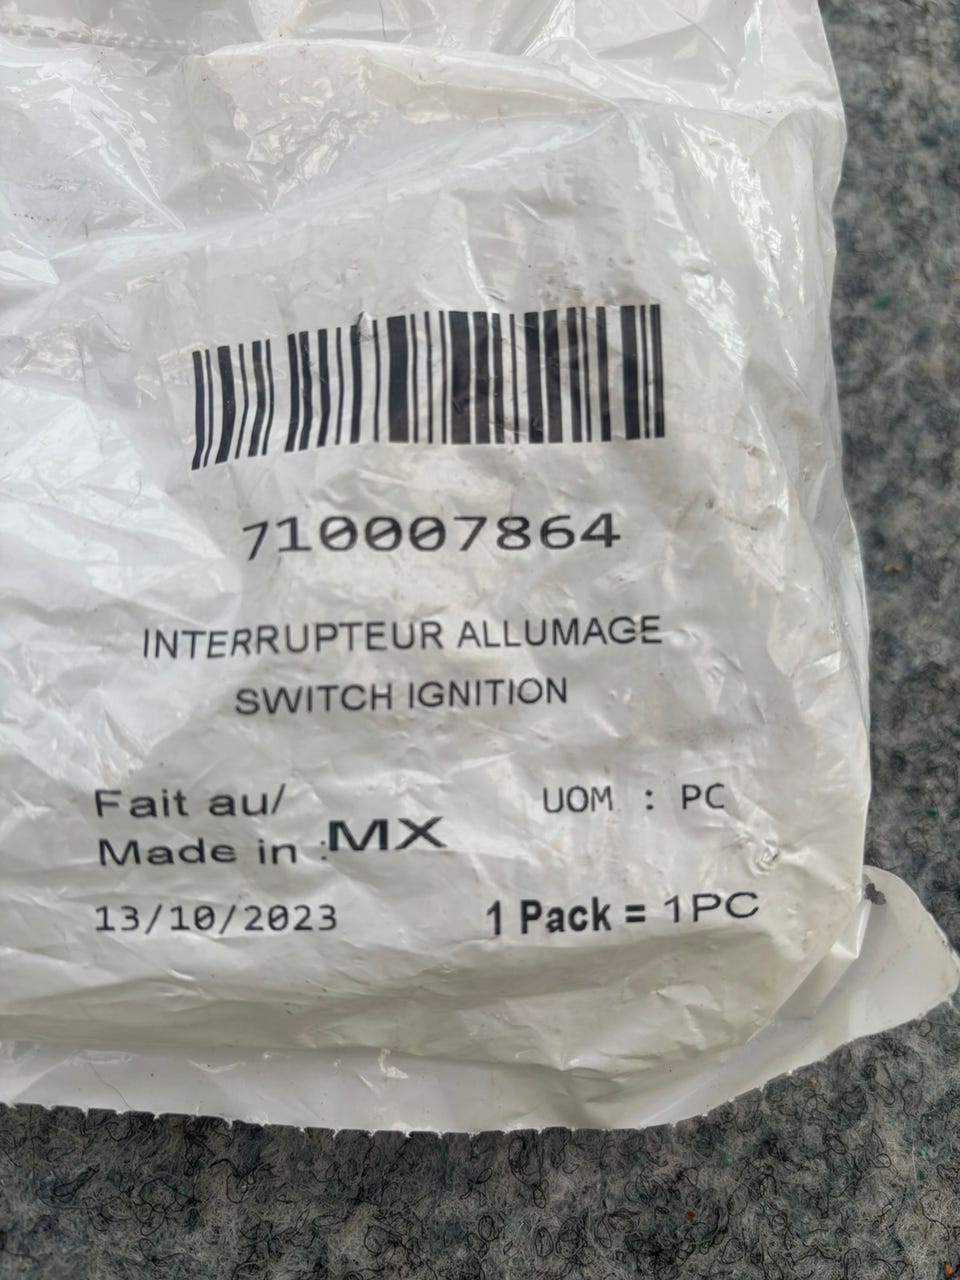 710007864
INTERRUPTEUR ALLUMAGE
SWITCH IGNITION
Fait au/
Made in :MX
UOM : PC
13/10/2023
1 Pack = 1PC